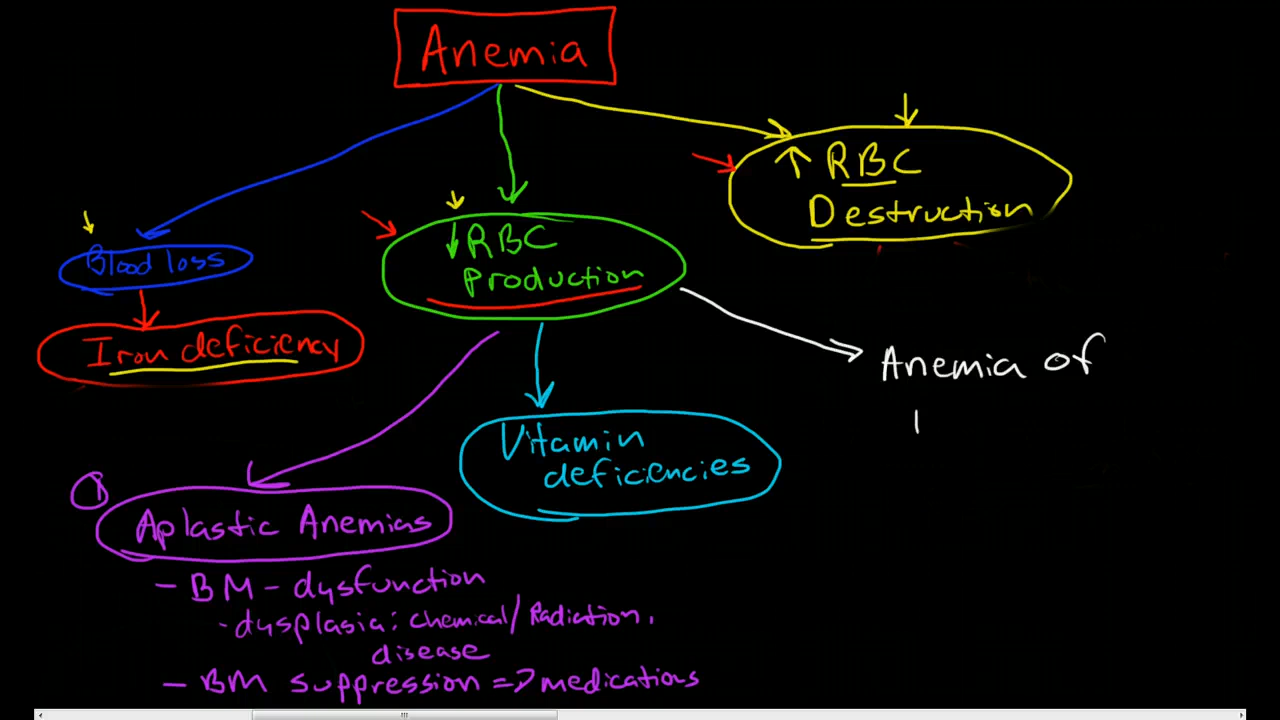 Anemia
↑ RBC
Destruction
↓ RBC
Production
Blood loss
Iron deficiency
Anemia of
Vitamin
deficiencies
①
Aplastic Anemias
- BM - dysfunction
- dysplasia: chemical/Radiation,
disease
- BM suppression => medications